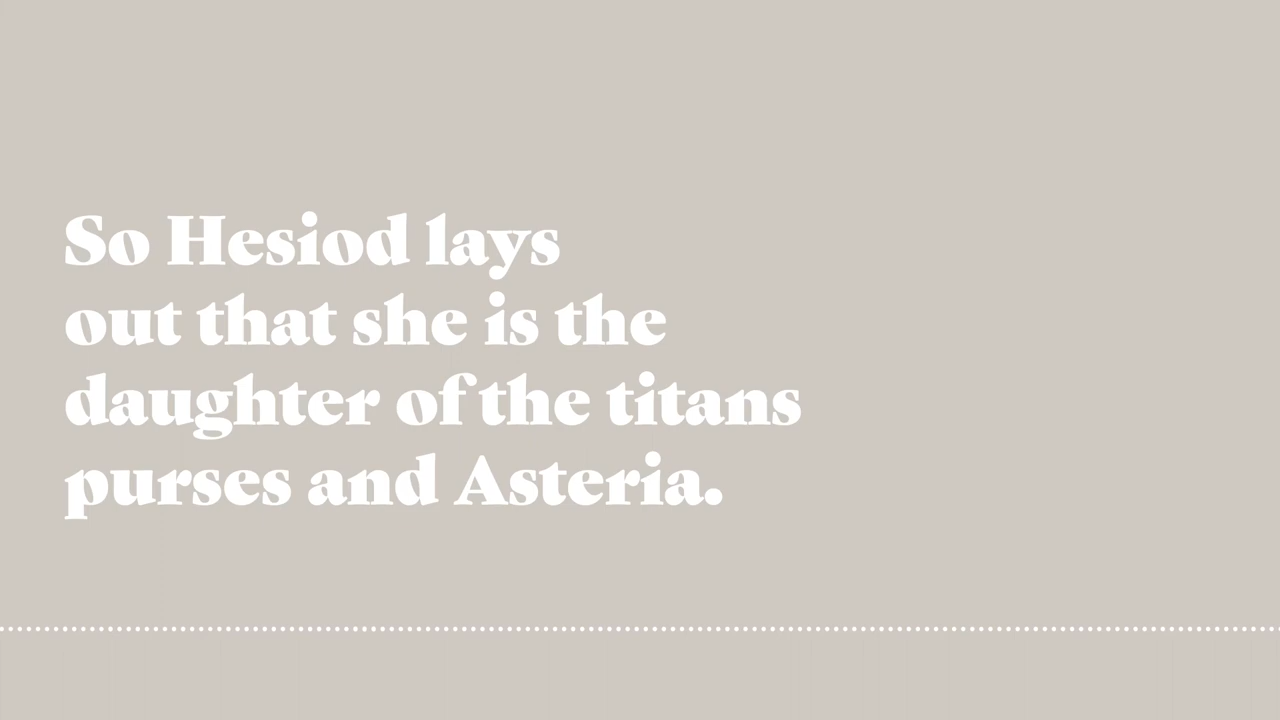 So Hesiod lays
out that she is the
daughter of the titans
purses and Asteria.